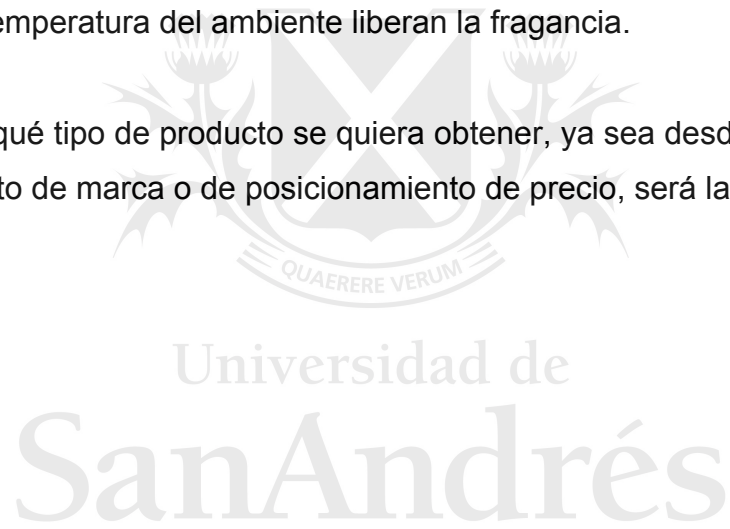 emperatura del ambiente liberan la fragancia.
qué tipo de producto se quiera obtener, ya sea desd
to de marca o de posicionamiento de precio, será la
QUAERERE VERUM
Universidad de
SanAndrés